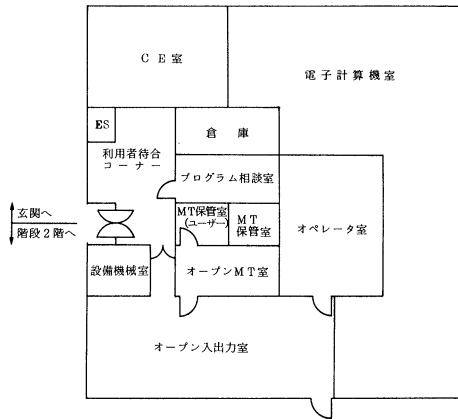 CE室
電子計算機室
ES
倉庫
利用者待合
コーナー
プログラム相談室
玄関へ
階段2階へ
MT保管室
(ユーザー)
MT
保管室
オペレータ室
設備機械室
オープンMT室
オープン入出力室